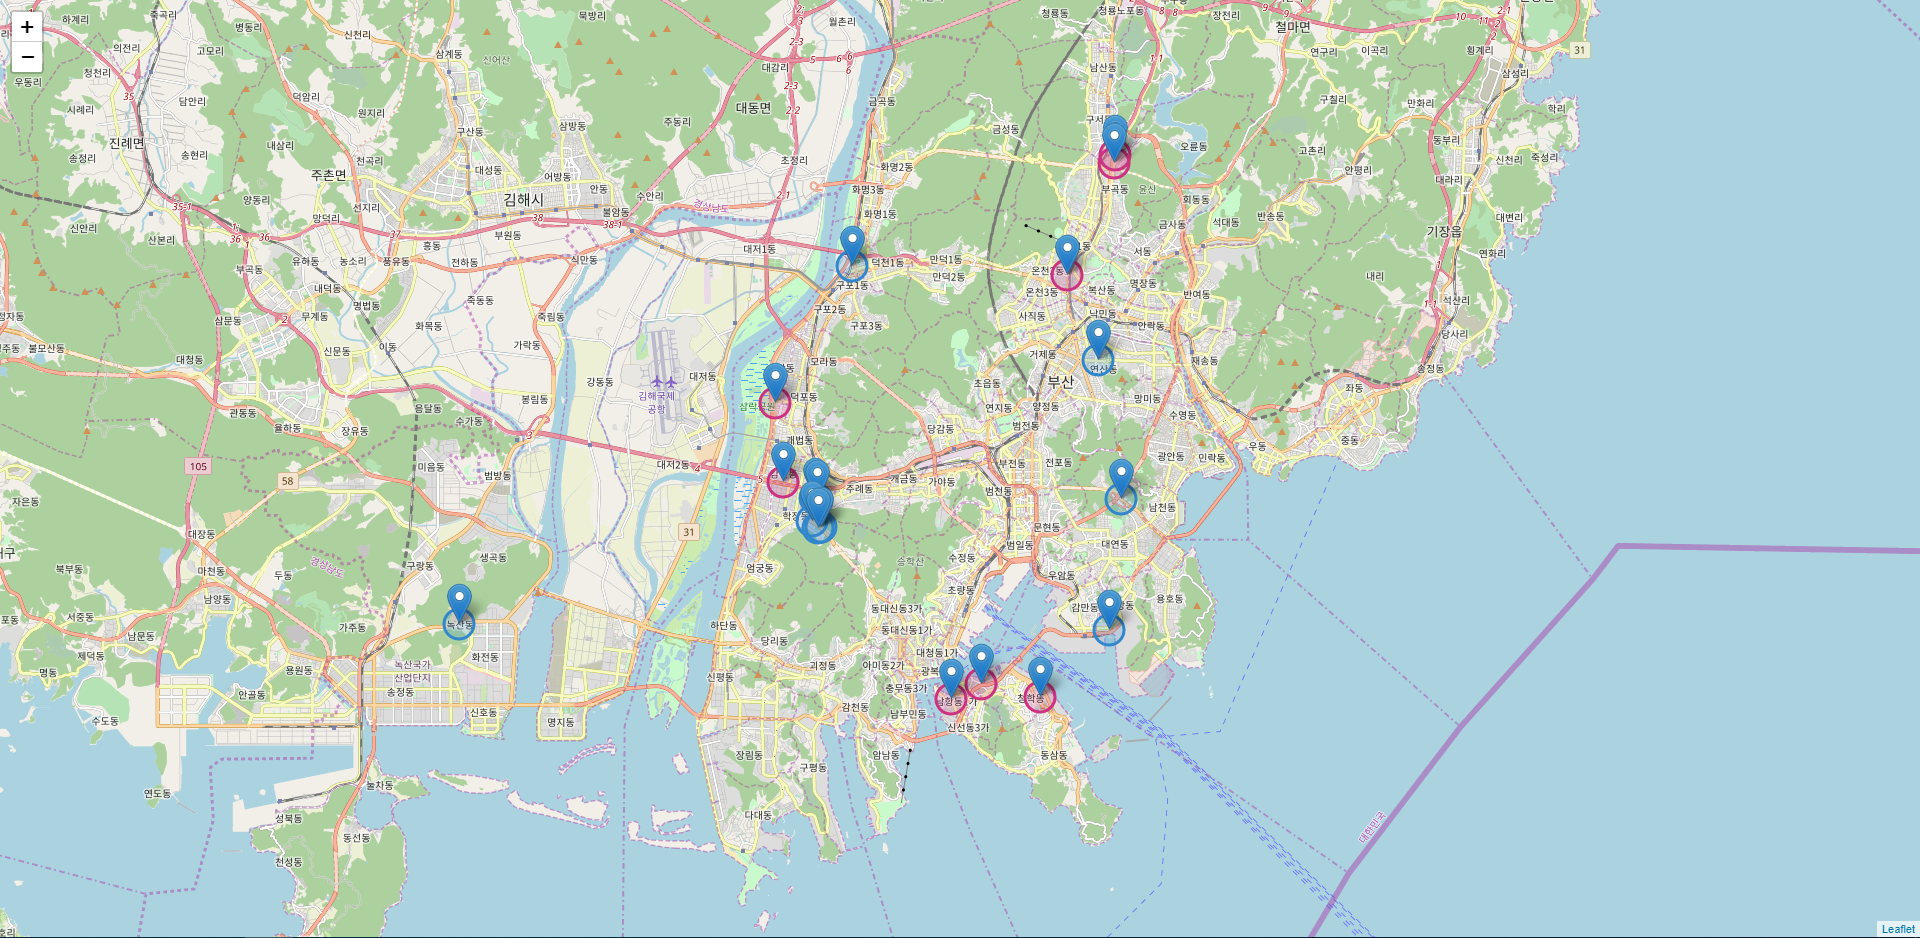 +
−
하계리
북방리
죽곡리
월촌리
청룡동
청룡노포동
장전리
철마면
병동리
신천리
의전리
고모리
삼계동
신어산
대감리
남산동
연구리
이곡리
횡계리
31
우동리
청천리
삼성리
시례리
담안리
덕암리
원지리
대동면
금곡동
구칠리
만화리
학리
진례면
내삼리
구산동
삼방동
주동리
금성동
오륜동
고촌리
동부리
송정리
송현리
천곡리
초정리
화명2동
안평리
신천리
죽성리
주촌면
대성동
어방동
안동
화명3동
부곡동
윤산
대라리
양동리
김해시
수안리
경상남도
회동동
선지리
망덕리
불암동
화명1동
금사동
석대동
반송동
대변리
신안리
산본리
흥동
부원동
대저1동
서동
기장읍
연화리
유하동
농소리
풍유동
전하동
식만동
덕천1동
만덕1동
만덕2동
부곡동
내덕동
명법동
죽동동
구포1동
온천3동
복산동
명장동
반여동
내리
석산리
삼문동
무계동
화목동
죽림동
구포2동
구포3동
사직동
낙민동
안락동
당사리
불모산동
대청동
신문동
이동
가락동
모라동
거제동
재송동
송정동
강동동
대저동
김해국제
공항
부산
초읍동
좌동
관동동
율하동
장유동
응달동
수가동
봉림동
삼락공원
덕포동
연지동
양정동
망미동
수영동
중동
괘법동
당감동
범전동
우동
105
58
미음동
범방동
대저2동
부전동
전포동
광안동
민락동
자은동
주례동
개금동
가야동
범천동
남천동
대장동
31
문현동
대연동
생곡동
구랑동
엄궁동
승학산
수정동
범일동
북부동
마천동
두동
경상남도
초량동
우암동
용호동
서중동
남양동
가주동
녹산동
하단동
동대신동3가
동대신동1가
감만동
남문동
제덕동
화전동
당리동
대청동1가
명동
용원동
녹산국가
산업단지
신평동
괴정동
아미동2가
안골동
송정동
충무동3가
수도동
신호동
명지동
감천동
남부민동
신선3가
장림동
구평동
암남동
동삼동
연도동
눌차동
성북동
다대동
동선동
천성동
대한민국
Leaflet